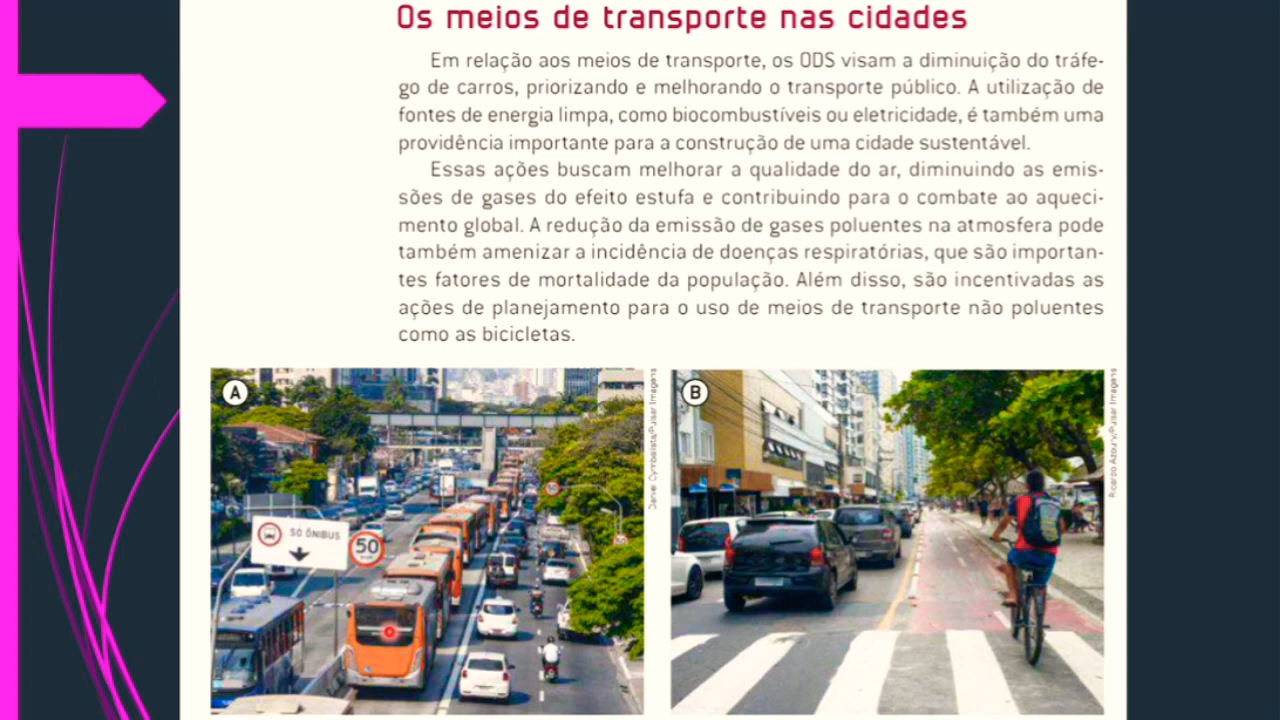 Os meios de transporte nas cidades
Em relação aos meios de transporte, os ODS visam a diminuição do tráfe-
go de carros, priorizando e melhorando o transporte público. A utilização de
fontes de energia limpa, como biocombustíveis ou eletricidade, é também uma
providência importante para a construção de uma cidade sustentável.
Essas ações buscam melhorar a qualidade do ar, diminuindo as emis-
sões de gases do efeito estufa e contribuindo para o combate ao aqueci-
mento global. A redução da emissão de gases poluentes na atmosfera pode
também amenizar a incidência de doenças respiratórias, que são importan-
tes fatores de mortalidade da população. Além disso, são incentivadas as
ações de planejamento para o uso de meios de transporte não poluentes
como as bicicletas.
A
SÓ ÔNIBUS
50
Daniel Cymbalista/Pulsar Imagens
B
Ricardo Azoury/Pulsar Imagens